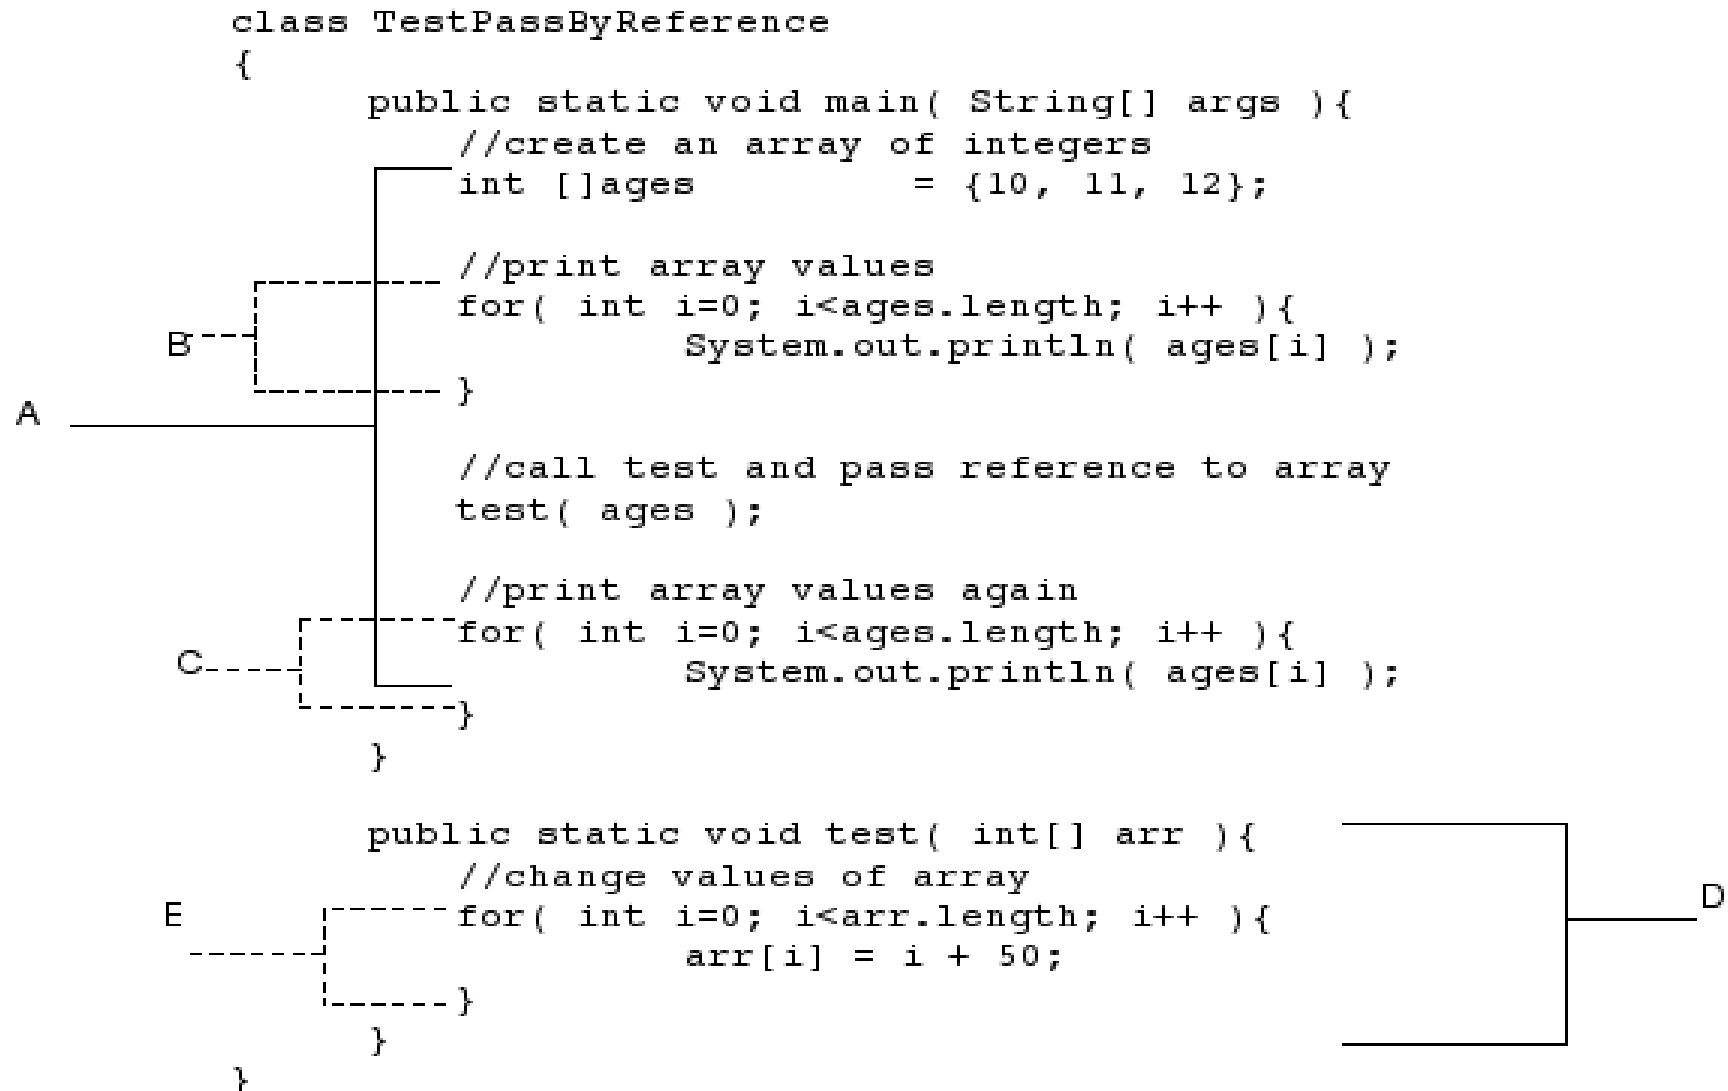 class TestPassByReference
{
public static void main( String[] args ){
//create an array of integers
int []ages = {10, 11, 12};
//print array values
for( int i=0; i<ages.length; i++ ){
B
System.out.println( ages[i] );
}
A
//call test and pass reference to array
test( ages );
//print array values again
for( int i=0; i<ages.length; i++ ){
C
System.out.println( ages[i] );
}
}
public static void test( int[] arr ){
//change values of array
D
E
for( int i=0; i<arr.length; i++ ){
arr[i] = i + 50;
}
}
}